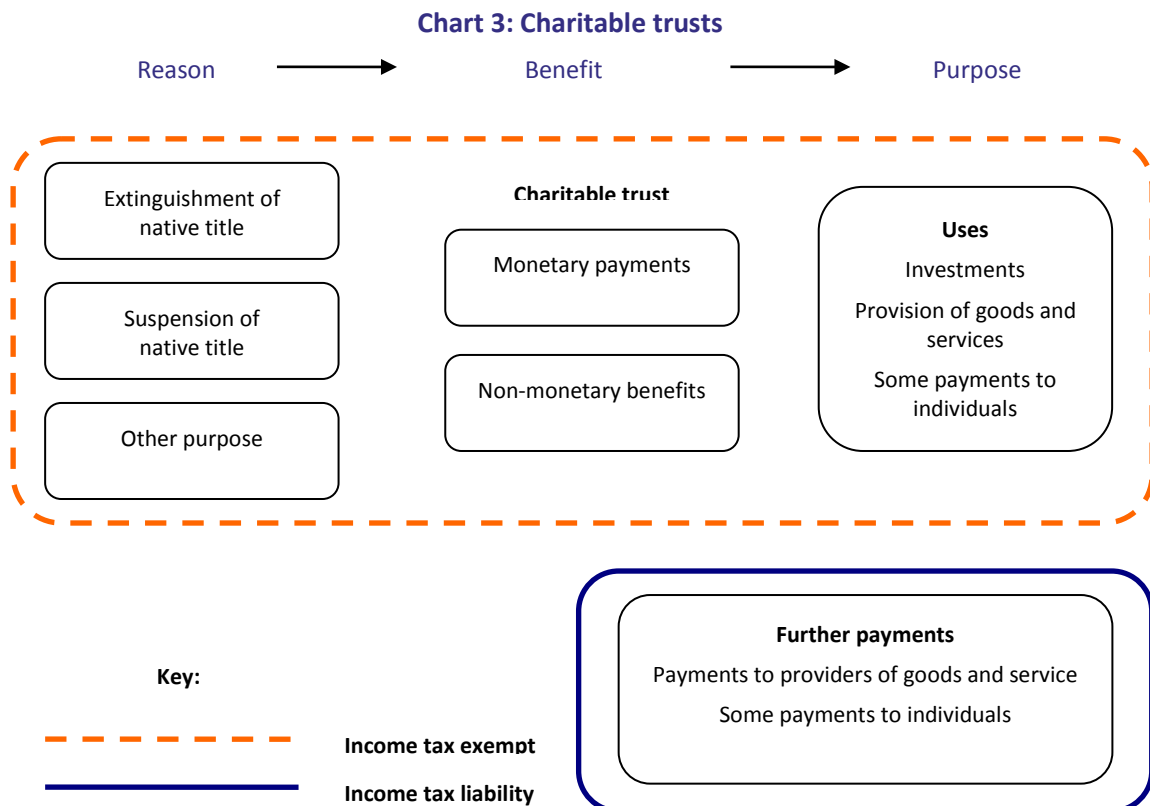 Chart 3: Charitable trusts
Reason
Benefit
Purpose
Extinguishment of
native title
Suspension of
native title
Other purpose
Charitable trust
Monetary payments
Non-monetary benefits
Uses
Investments
Provision of goods and
services
Some payments to
individuals
Further payments
Payments to providers of goods and service
Some payments to individuals
Key:
Income tax exempt
Income tax liability